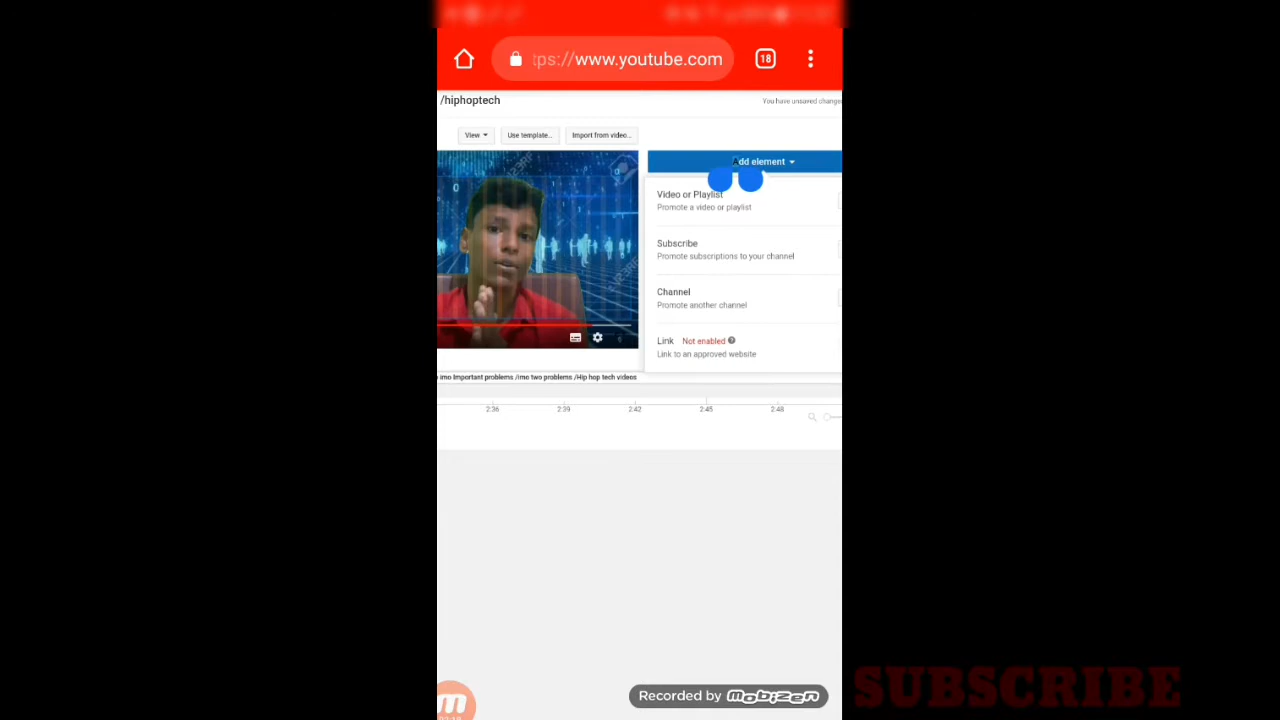 tps://www.youtube.com
18
/hiphoptech
You have unsaved change
View
Use template...
Import from video...
Add element
123RF
Video or Playlist
Promote a video or playlist
Subscribe
Promote subscriptions to your channel
Channel
Promote another channel
Link Not enabled
Link to an approved website
imo Important problems /imo two problems /Hip hop tech videos
2:36 2:39 2:42 2:45 2:48
Recorded by Mobizen
SUBSCRIBE